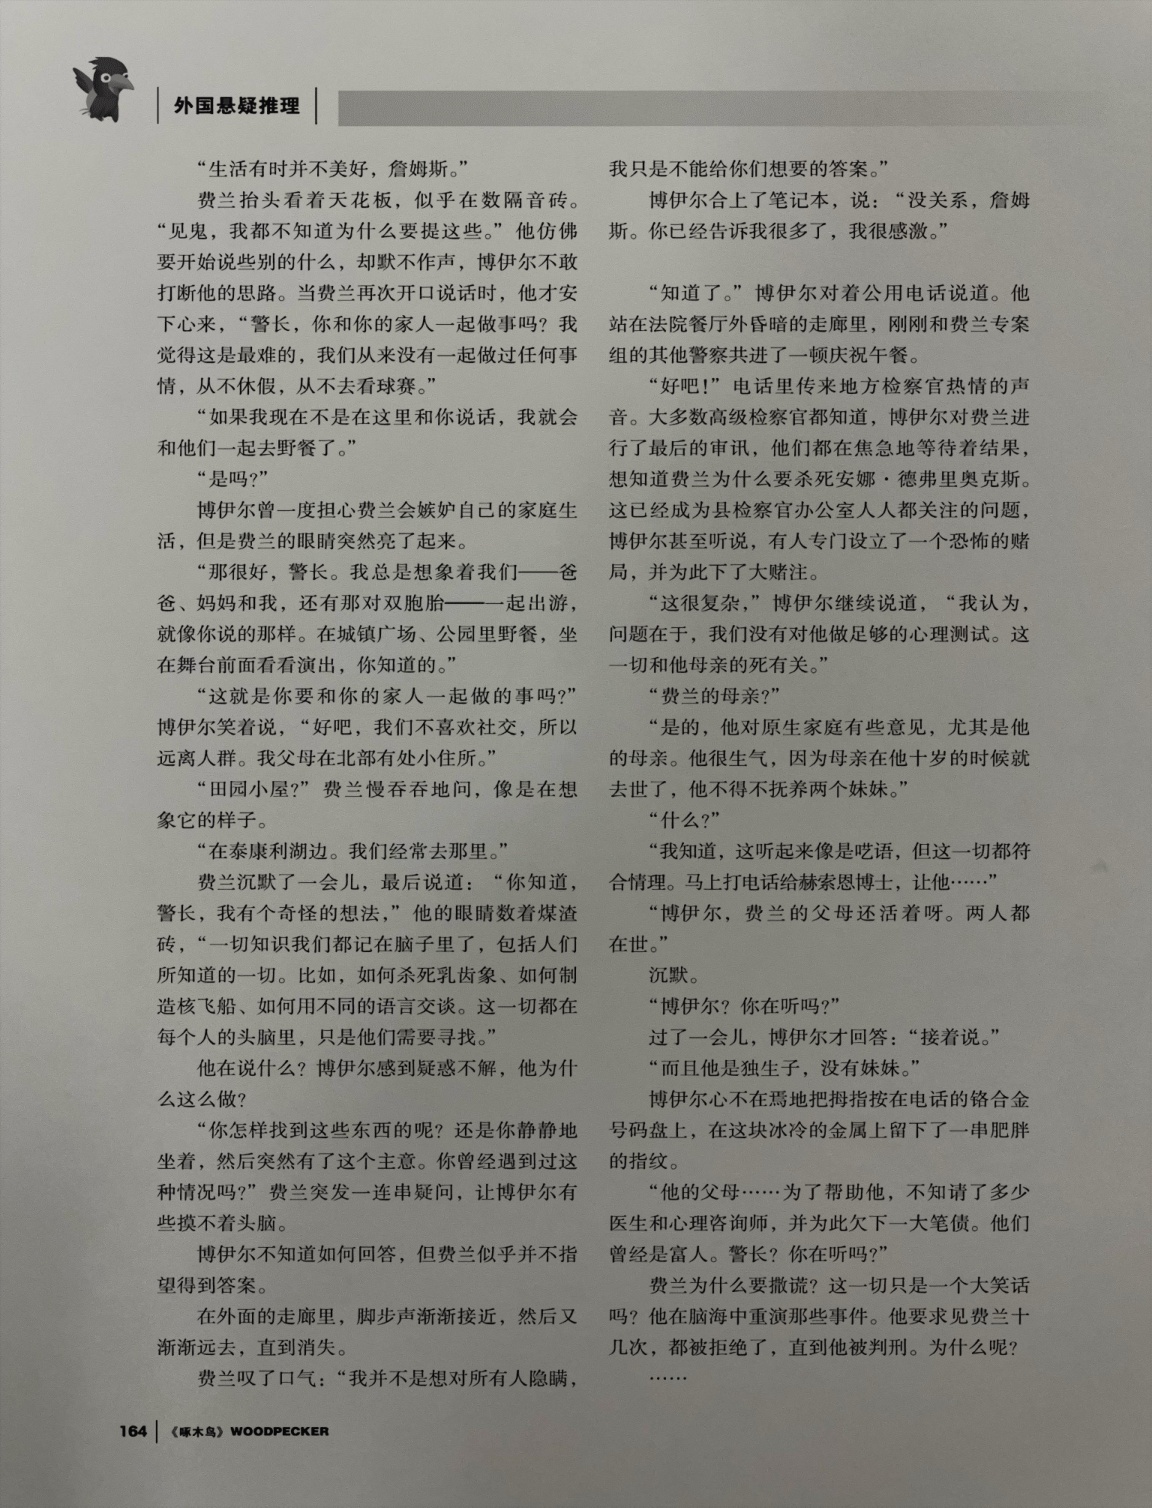 外国悬疑推理
“生活有时并不美好，詹姆斯。”
费兰抬头看着天花板，似乎在数隔音砖。
“见鬼，我都不知道为什么要提这些。”他仿佛
要开始说些别的什么，却默不作声，博伊尔不敢
打断他的思路。当费兰再次开口说话时，他才安
下心来，“警长，你和你的家人一起做事吗？我
觉得这是最难的，我们从来没有一起做过任何事
情，从不休假，从不去看球赛。”
“如果我现在不是在这里和你说话，我就会
和他们一起去野餐了。”
“是吗？”
博伊尔曾一度担心费兰会嫉妒自己的家庭生
活，但是费兰的眼睛突然亮了起来。
“那很好，警长。我总是想象着我们——爸
爸、妈妈和我，还有那对双胞胎——一起出游，
就像你说的那样。在城镇广场、公园里野餐，坐
在舞台前面看看演出，你知道的。”
“这就是你要和你的家人一起做的事吗？”
博伊尔笑着说，“好吧，我们不喜欢社交，所以
远离人群。我父母在北部有处小住所。”
“田园小屋？”费兰慢吞吞地问，像是在想
象它的样子。
“在泰康利湖边。我们经常去那里。”
费兰沉默了一会儿，最后说道：“你知道，
警长，我有个奇怪的想法，”他的眼睛数着煤渣
砖，“一切知识我们都记在脑子里了，包括人们
所知道的一切。比如，如何杀死乳齿象、如何制
造核飞船、如何用不同的语言交谈。这一切都在
每个人的头脑里，只是他们需要寻找。”
他在说什么？博伊尔感到疑惑不解，他为什
么这么做？
“你怎样找到这些东西的呢？还是你静静地
坐着，然后突然有了这个主意。你曾经遇到过这
种情况吗？”费兰突发一连串疑问，让博伊尔有
些摸不着头脑。
博伊尔不知道如何回答，但费兰似乎并不指
望得到答案。
在外面的走廊里，脚步声渐渐接近，然后又
渐渐远去，直到消失。
费兰叹了口气：“我并不是想对所有人隐瞒，
我只是不能给你们想要的答案。”
博伊尔合上了笔记本，说：“没关系，詹姆
斯。你已经告诉我很多了，我很感激。”
“知道了。”博伊尔对着公用电话说道。他
站在法院餐厅外昏暗的走廊里，刚刚和费兰专案
组的其他警察共进了一顿庆祝午餐。
“好吧！”电话里传来地方检察官热情的声
音。大多数高级检察官都知道，博伊尔对费兰进
行了最后的审讯，他们都在焦急地等待着结果，
想知道费兰为什么要杀死安娜·德弗里奥克斯。
这已经成为县检察官办公室人人都关注的问题，
博伊尔甚至听说，有人专门设立了一个恐怖的赌
局，并为此下了大赌注。
“这很复杂，”博伊尔继续说道，“我认为，
问题在于，我们没有对他做足够的心理测试。这
一切和他母亲的死有关。”
“费兰的母亲？”
“是的，他对原生家庭有些意见，尤其是他
的母亲。他很生气，因为母亲在他十岁的时候就
去世了，他不得不抚养两个妹妹。”
“什么？”
“我知道，这听起来像是呓语，但这一切都符
合情理。马上打电话给赫索恩博士，让他……”
“博伊尔，费兰的父母还活着呀。两人都
在世。”
沉默。
“博伊尔？你在听吗？”
过了一会儿，博伊尔才回答：“接着说。”
“而且他是独生子，没有妹妹。”
博伊尔心不在焉地把拇指按在电话的铬合金
号码盘上，在这块冰冷的金属上留下了一串肥胖
的指纹。
“他的父母……为了帮助他，不知请了多少
医生和心理咨询师，并为此欠下一大笔债。他们
曾经是富人。警长？你在听吗？”
费兰为什么要撒谎？这一切只是一个大笑话
吗？他在脑海中重演那些事件。他要求见费兰十
几次，都被拒绝了，直到他被判刑。为什么呢？
……
164 《啄木鸟》WOODPECKER